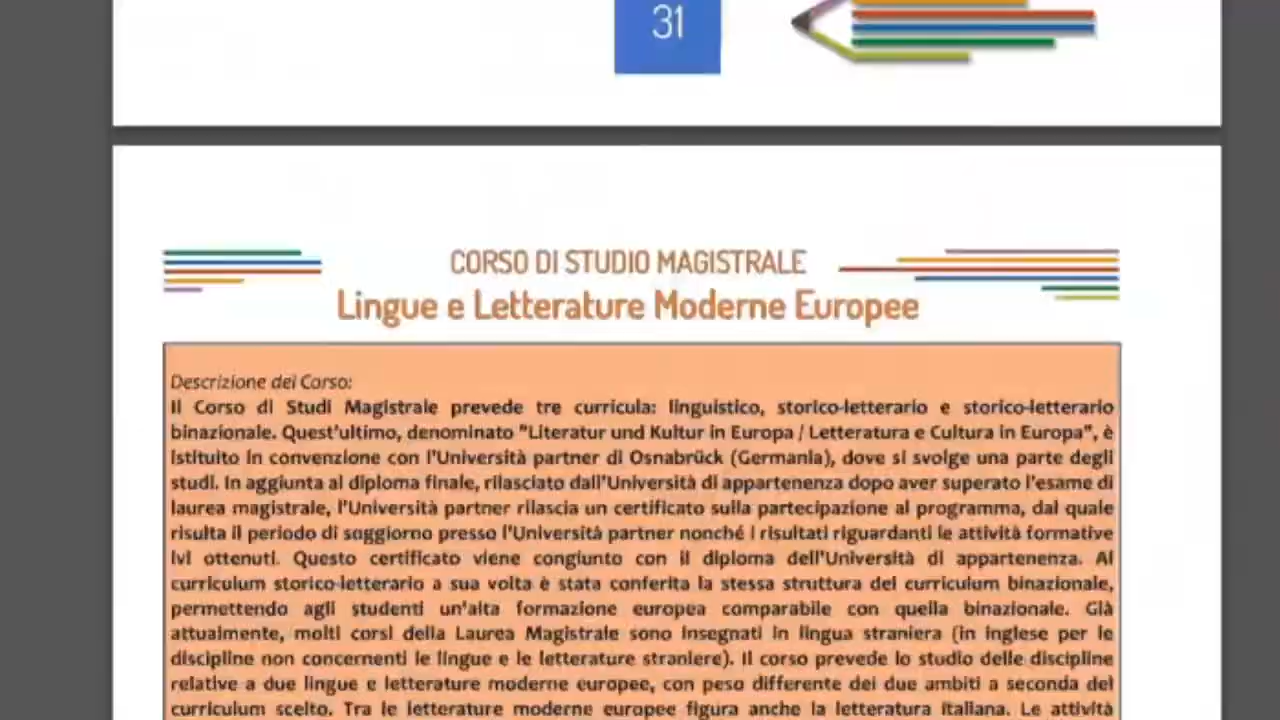 31
CORSO DI STUDIO MAGISTRALE
Lingue e Letterature Moderne Europee
Descrizione del Corso:
Il Corso di Studi Magistrale prevede tre curricula: linguistico, storico-letterario e storico-letterario
binazionale. Quest'ultimo, denominato "Literatur und Kultur in Europa / Letteratura e Cultura in Europa", è
istituito in convenzione con l'Università partner di Osnabrück (Germania), dove si svolge una parte degli
studi. In aggiunta al diploma finale, rilasciato dall'Università di appartenenza dopo aver superato l'esame di
laurea magistrale, l'Università partner rilascia un certificato sulla partecipazione al programma, dal quale
risulta il periodo di soggiorno presso l'Università partner nonché i risultati riguardanti le attività formative
ivi ottenuti. Questo certificato viene congiunto con il diploma dell'Università di appartenenza. Al
curriculum storico-letterario a sua volta è stata conferita la stessa struttura del curriculum binazionale,
permettendo agli studenti un'alta formazione europea comparabile con quella binazionale. Già
attualmente, molti corsi della Laurea Magistrale sono insegnati in lingua straniera (in inglese per le
discipline non concernenti le lingue e le letterature straniere). Il corso prevede lo studio delle discipline
relative a due lingue e letterature moderne europee, con peso differente dei due ambiti a seconda del
curriculum scelto. Tra le letterature moderne europee figura anche la letteratura italiana. Le attività